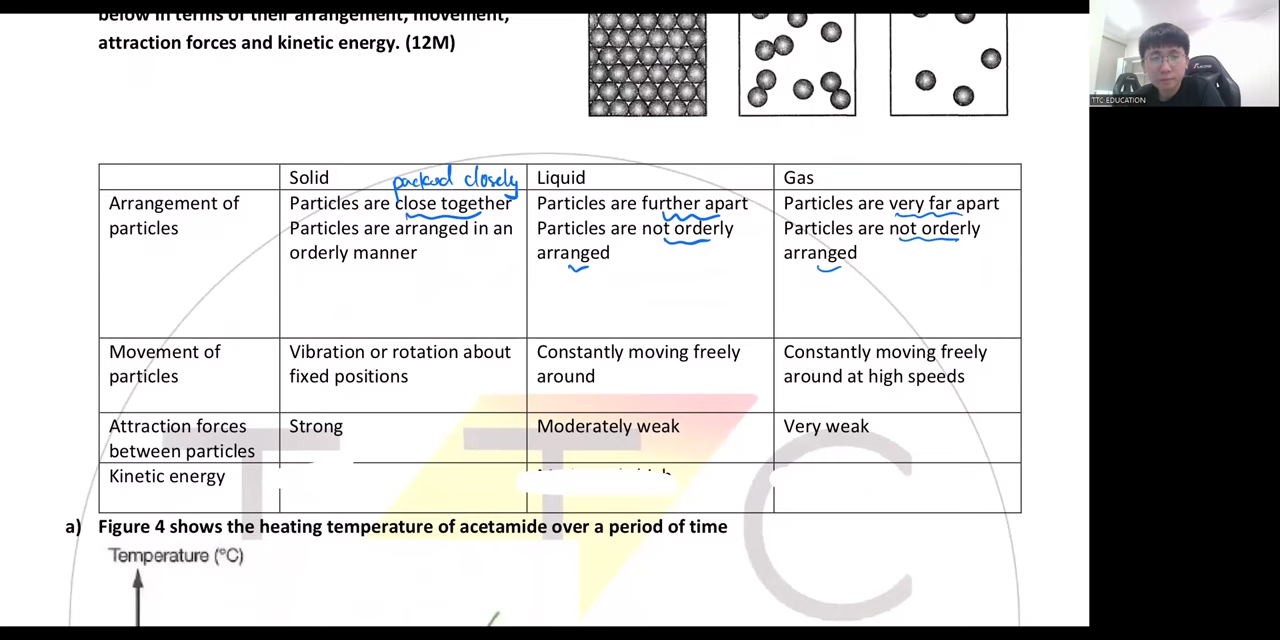 below in terms of their arrangement, movement,
attraction forces and kinetic energy. (12M)
TTC EDUCATION
Solid
packed closely
Liquid
Gas
Arrangement of
particles
Particles are close together
Particles are arranged in an
orderly manner
Particles are further apart
Particles are not orderly
arranged
Particles are very far apart
Particles are not orderly
arranged
Movement of
particles
Vibration or rotation about
fixed positions
Constantly moving freely
around
Constantly moving freely
around at high speeds
Attraction forces
between particles
Strong
Moderately weak
Very weak
Kinetic energy
a) Figure 4 shows the heating temperature of acetamide over a period of time
Temperature (°C)
TTC